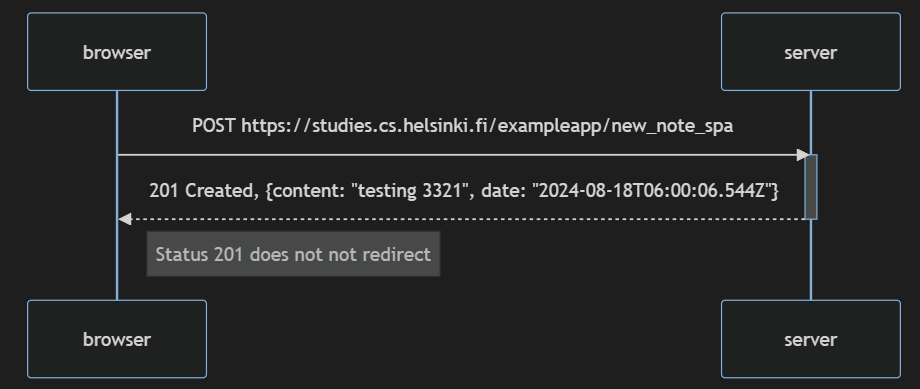 browser
server
POST https://studies.cs.helsinki.fi/exampleapp/new_note_spa
201 Created, {content: "testing 3321", date: "2024-08-18T06:00:06.544Z"}
Status 201 does not not redirect
browser
server